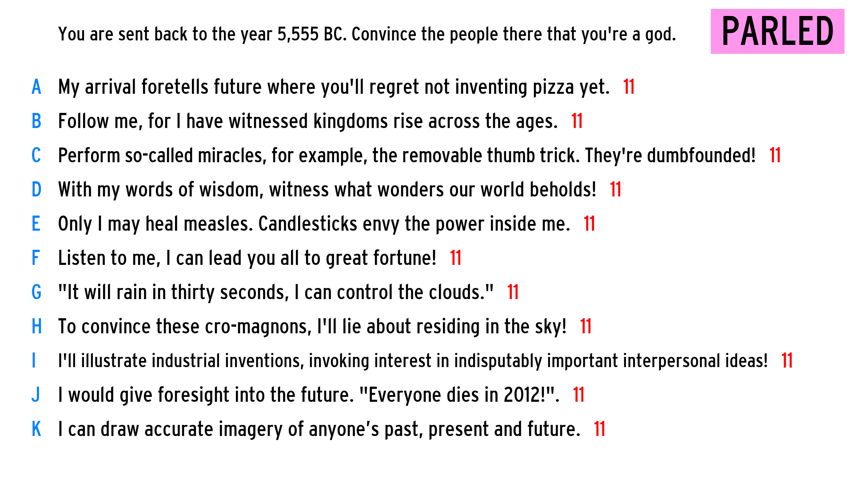 You are sent back to the year 5,555 BC. Convince the people there that you're a god.
PARLED
A My arrival foretells future where you'll regret not inventing pizza yet. 11
B Follow me, for I have witnessed kingdoms rise across the ages. 11
C Perform so-called miracles, for example, the removable thumb trick. They're dumbfounded! 11
D With my words of wisdom, witness what wonders our world beholds! 11
E Only I may heal measles. Candlesticks envy the power inside me. 11
F Listen to me, I can lead you all to great fortune! 11
G "It will rain in thirty seconds, I can control the clouds." 11
H To convince these cro-magnons, I'll lie about residing in the sky! 11
I I'll illustrate industrial inventions, invoking interest in indisputably important interpersonal ideas! 11
J I would give foresight into the future. "Everyone dies in 2012!". 11
K I can draw accurate imagery of anyone’s past, present and future. 11